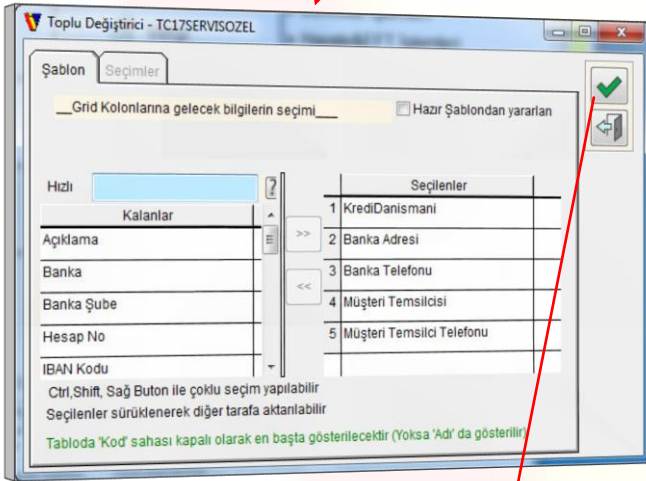 Toplu Değiştirici - TC17SERVISOZEL
Şablon Seçimler
__Grid Kolonlarına gelecek bilgilerin seçimi___ Hazır Şablondan yararlan
Hızlı ?
Kalanlar
Açıklama
Banka
Banka Şube
Hesap No
IBAN Kodu
>>
<<
Seçilenler
1 KrediDanismani
2 Banka Adresi
3 Banka Telefonu
4 Müşteri Temsilcisi
5 Müşteri Temsilci Telefonu
Ctrl,Shift, Sağ Buton ile çoklu seçim yapılabilir
Seçilenler sürüklenerek diğer tarafa aktarılabilir
Tabloda 'Kod' sahası kapalı olarak en başta gösterilecektir (Yoksa 'Adı' da gösterilir)